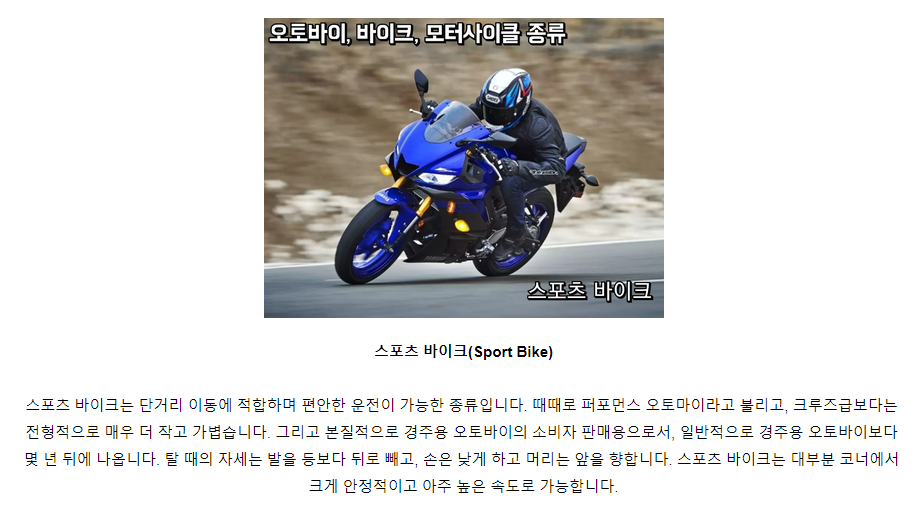 오토바이, 바이크, 모터사이클 종류
스포츠 바이크
스포츠 바이크(Sport Bike)
스포츠 바이크는 단거리 이동에 적합하며 편안한 운전이 가능한 종류입니다. 때때로 퍼포먼스 오토마이라고 불리고, 크루즈급보다는
전형적으로 매우 더 작고 가볍습니다. 그리고 본질적으로 경주용 오토바이의 소비자 판매용으로서, 일반적으로 경주용 오토바이보다
몇 년 뒤에 나옵니다. 탈 때의 자세는 발을 등보다 뒤로 빼고, 손은 낮게 하고 머리는 앞을 향합니다. 스포츠 바이크는 대부분 코너에서
크게 안정적이고 아주 높은 속도로 가능합니다.